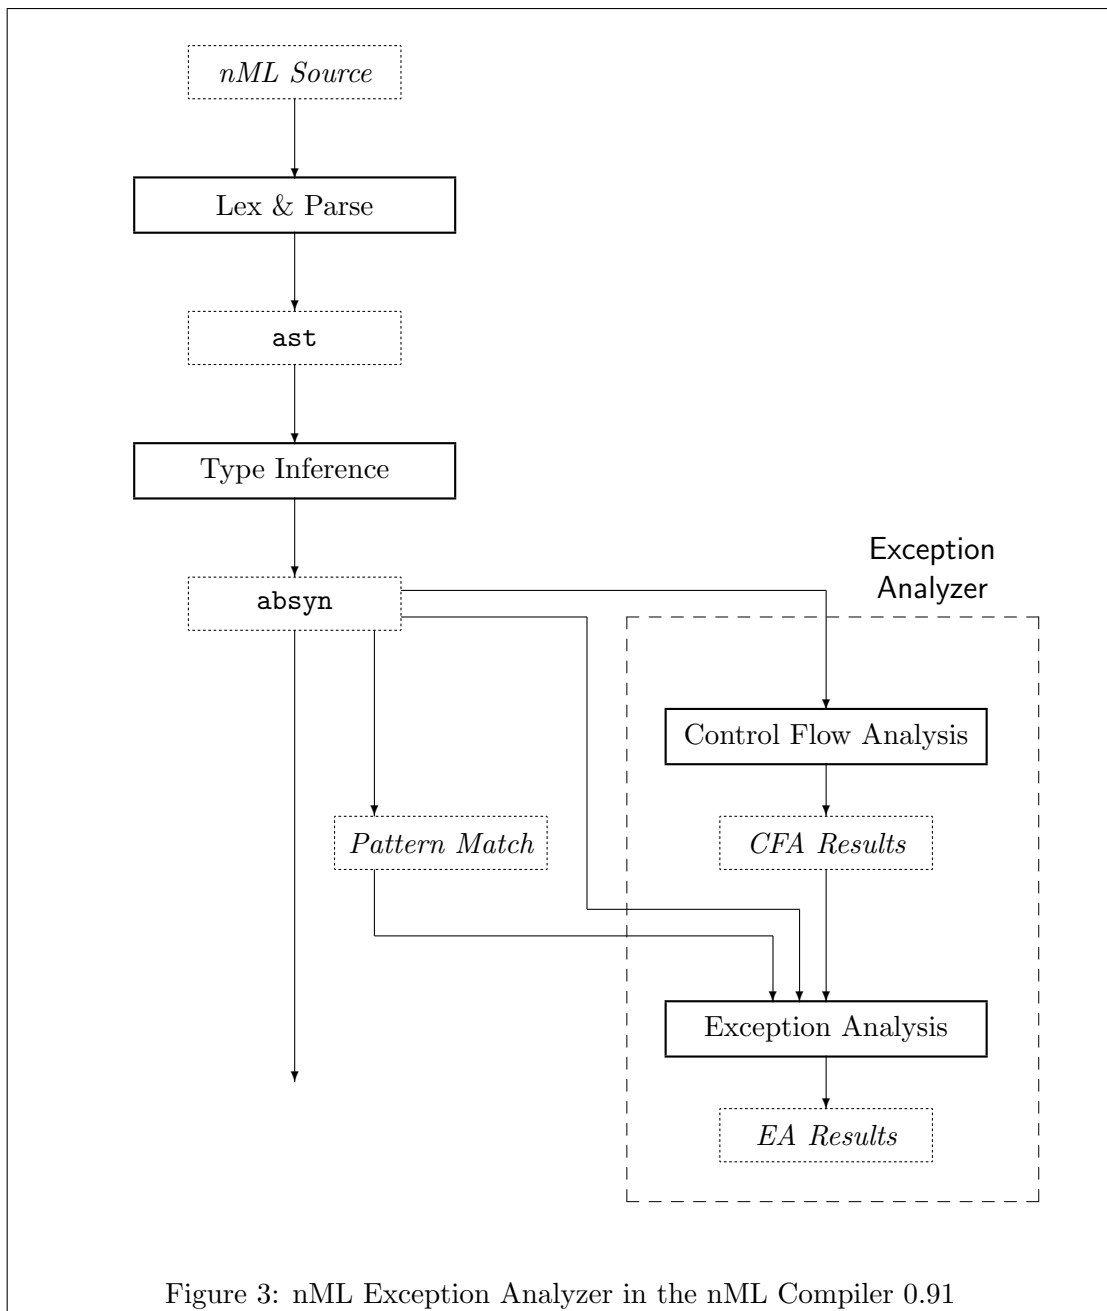 nML Source
Lex & Parse
ast
Type Inference
absyn
Exception
Analyzer
Control Flow Analysis
Pattern Match
CFA Results
Exception Analysis
EA Results
Figure 3: nML Exception Analyzer in the nML Compiler 0.91